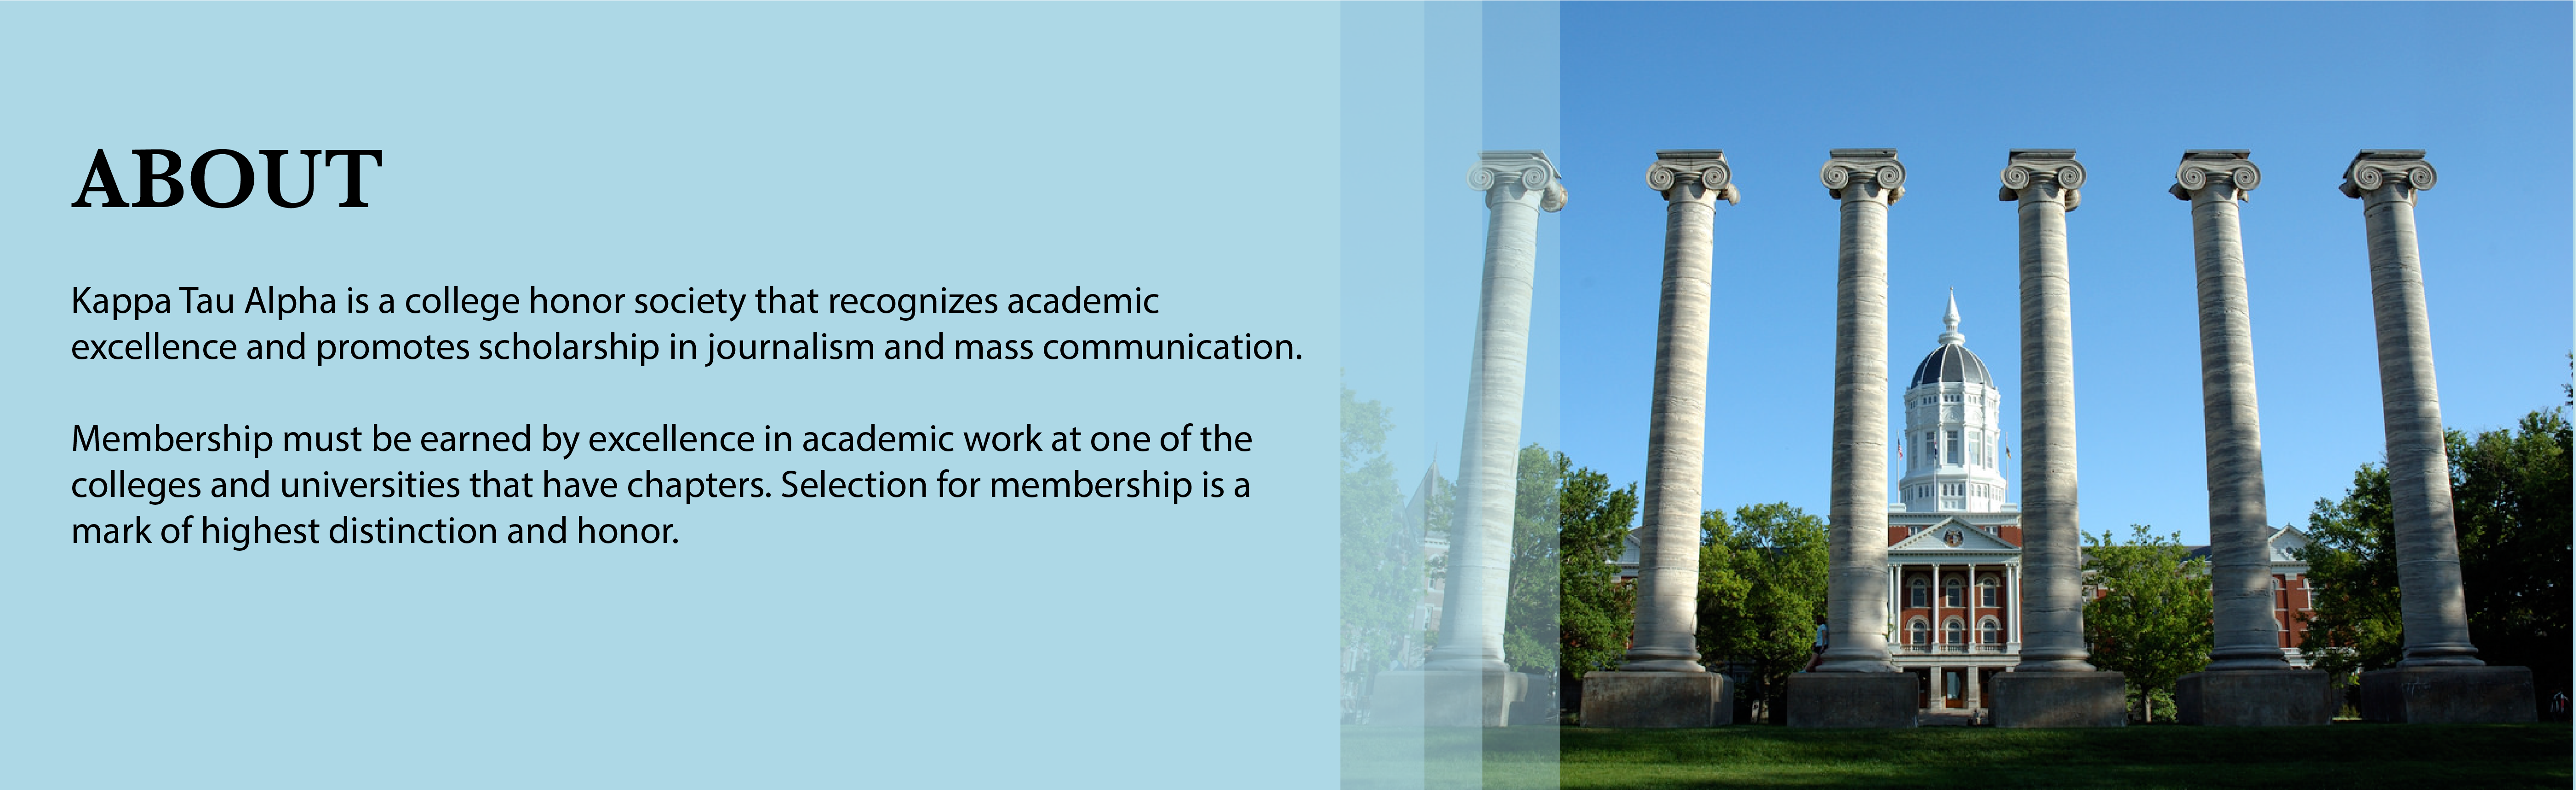 ABOUT
Kappa Tau Alpha is a college honor society that recognizes academic
excellence and promotes scholarship in journalism and mass communication.
Membership must be earned by excellence in academic work at one of the
colleges and universities that have chapters. Selection for membership is a
mark of highest distinction and honor.